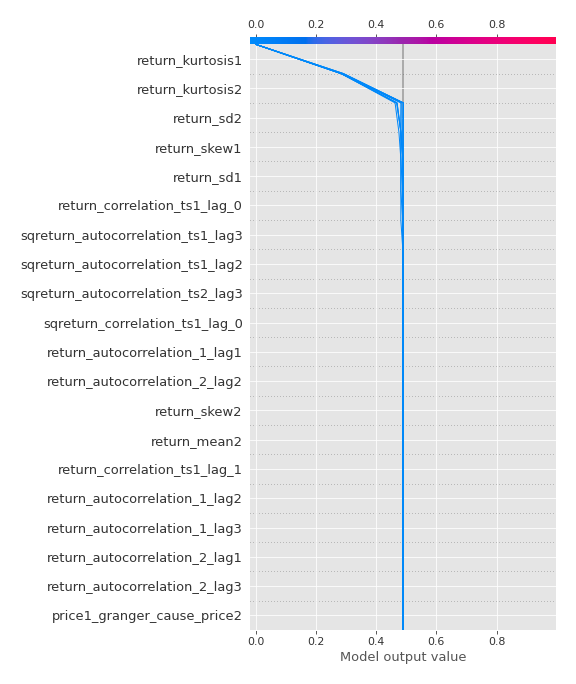 0.0 0.2 0.4 0.6 0.8
return_kurtosis1
return_kurtosis2
return_sd2
return_skew1
return_sd1
return_correlation_ts1_lag_0
sqreturn_autocorrelation_ts1_lag3
sqreturn_autocorrelation_ts1_lag2
sqreturn_autocorrelation_ts2_lag3
sqreturn_correlation_ts1_lag_0
return_autocorrelation_1_lag1
return_autocorrelation_2_lag2
return_skew2
return_mean2
return_correlation_ts1_lag_1
return_autocorrelation_1_lag2
return_autocorrelation_1_lag3
return_autocorrelation_2_lag1
return_autocorrelation_2_lag3
price1_granger_cause_price2
0.0 0.2 0.4 0.6 0.8
Model output value